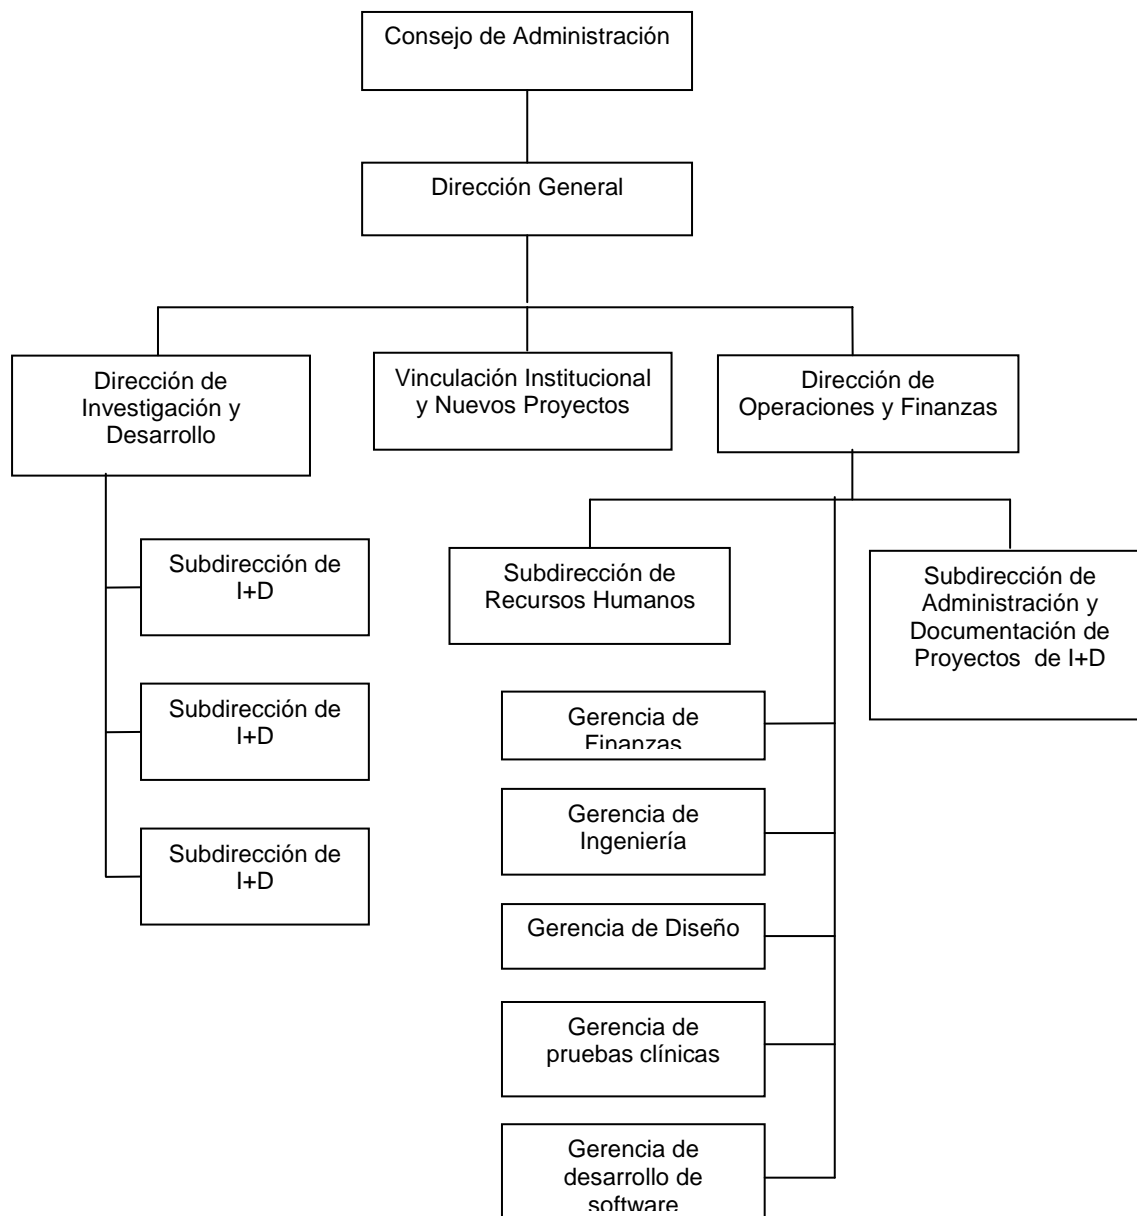 Consejo de Administración
Dirección General
Dirección de
Investigación y
Desarrollo
Vinculación Institucional
y Nuevos Proyectos
Dirección de
Operaciones y Finanzas
Subdirección de
I+D
Subdirección de
I+D
Subdirección de
I+D
Subdirección de
Recursos Humanos
Subdirección de
Administración y
Documentación de
Proyectos de I+D
Gerencia de
Finanzas
Gerencia de
Ingeniería
Gerencia de Diseño
Gerencia de
pruebas clínicas
Gerencia de
desarrollo de
software